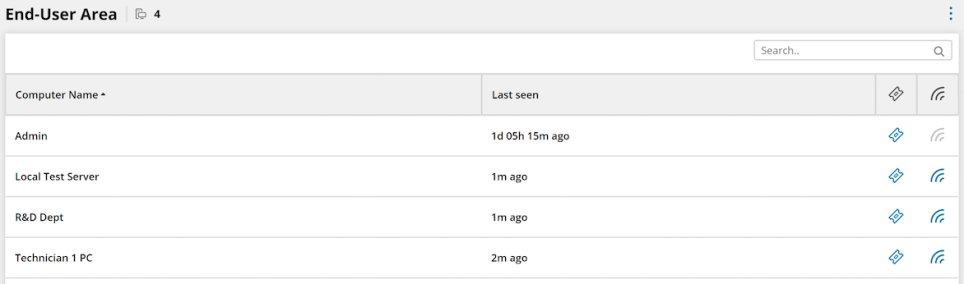 End-User Area 4
Search..
Computer Name Last seen
Admin 1d 05h 15m ago
Local Test Server 1m ago
R&D Dept 1m ago
Technician 1 PC 2m ago